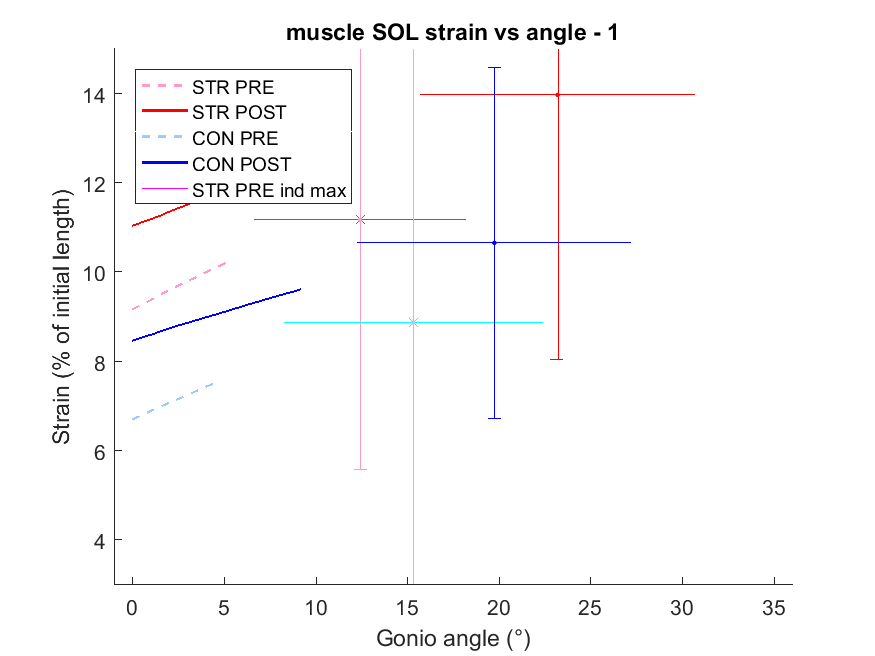 muscle SOL strain vs angle - 1
STR PRE
STR POST
CON PRE
CON POST
STR PRE ind max
14
12
10
8
6
4
Strain (% of initial length)
0 5 10 15 20 25 30 35
Gonio angle (°)